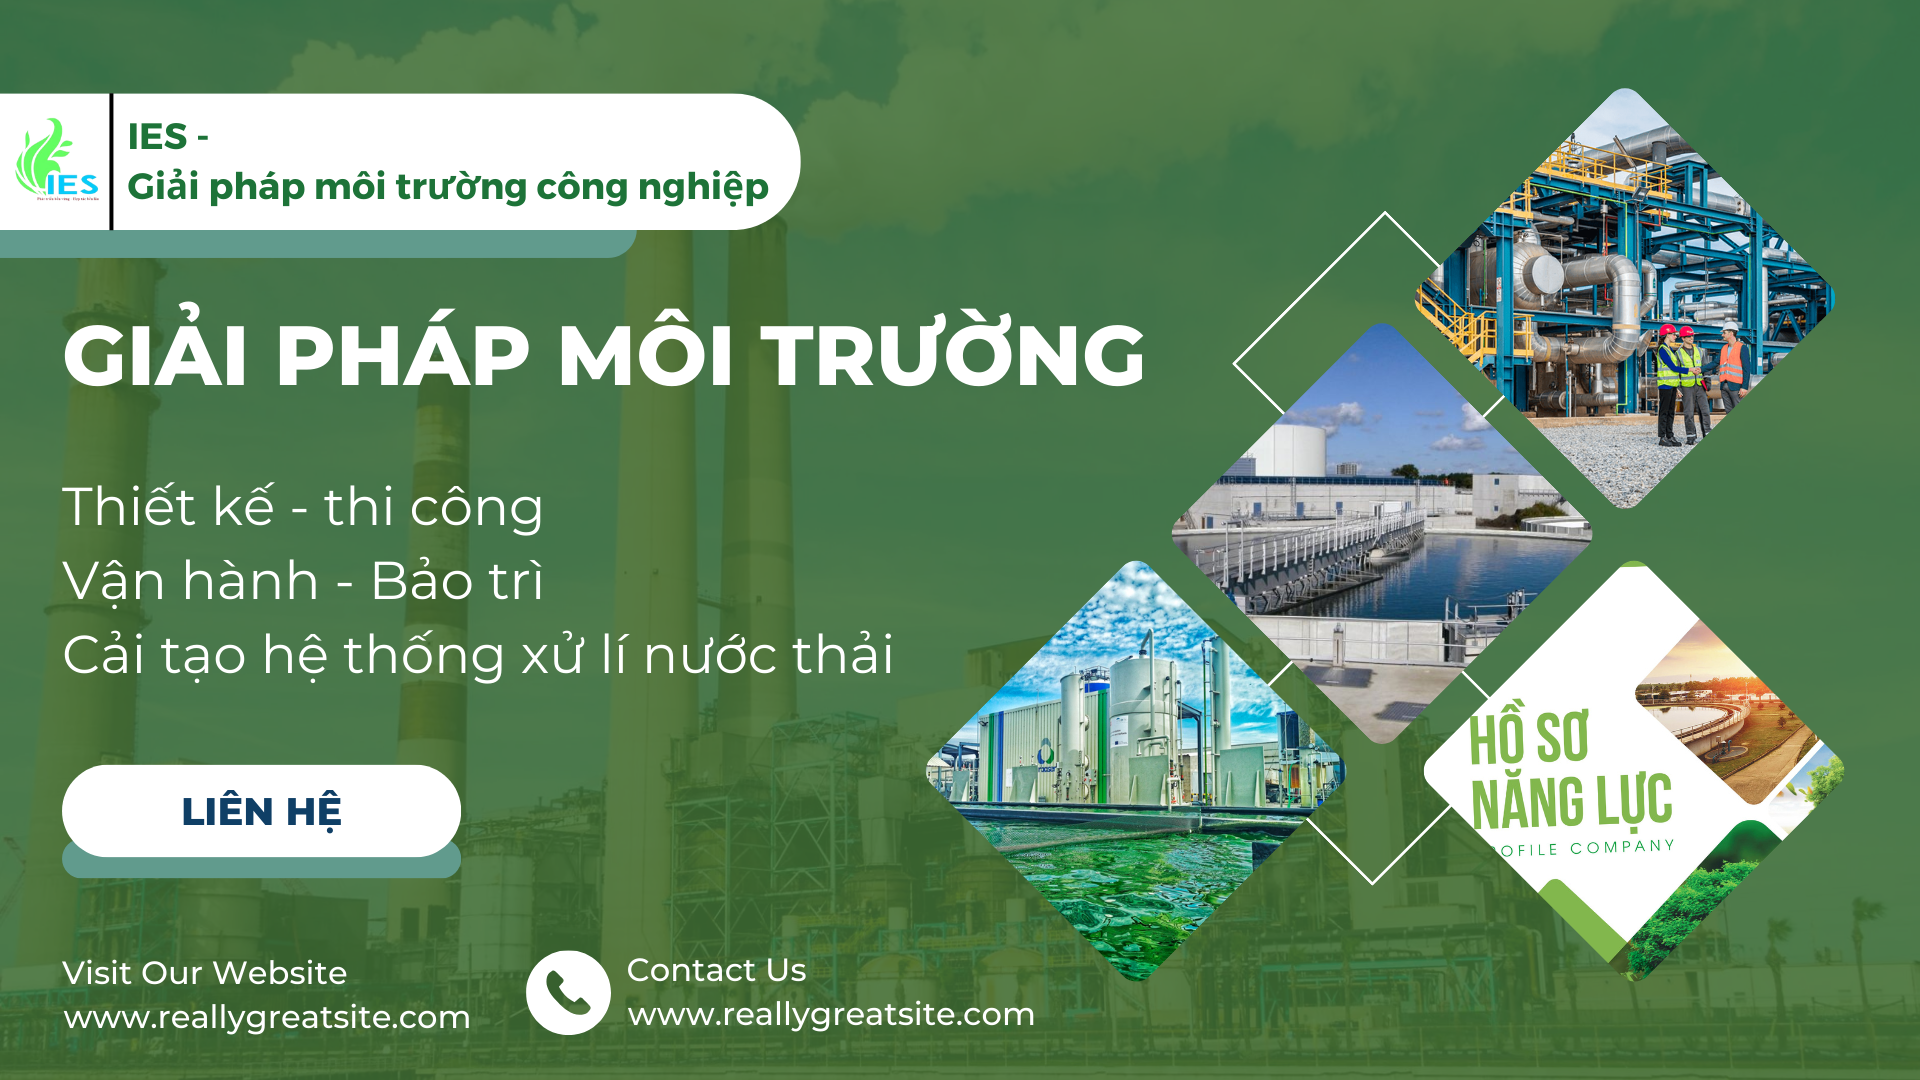 IES
IES -
Giải pháp môi trường công nghiệp
GIẢI PHÁP MÔI TRƯỜNG
Thiết kế - thi công
Vận hành - Bảo trì
Cải tạo hệ thống xử lí nước thải
LIÊN HỆ
HỒ SƠ
NĂNG LỰC
COMPANY
Visit Our Website
www.reallygreatsite.com
Contact Us
www.reallygreatsite.com